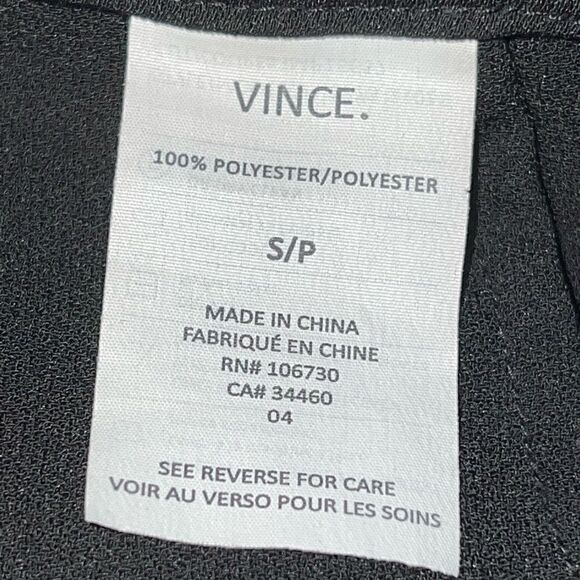 VINCE.
100% POLYESTER/POLYESTER
S/P
MADE IN CHINA
FABRIQUÉ EN CHINE
RN# 106730
CA# 34460
04
SEE REVERSE FOR CARE
VOIR AU VERSO POUR LES SOINS